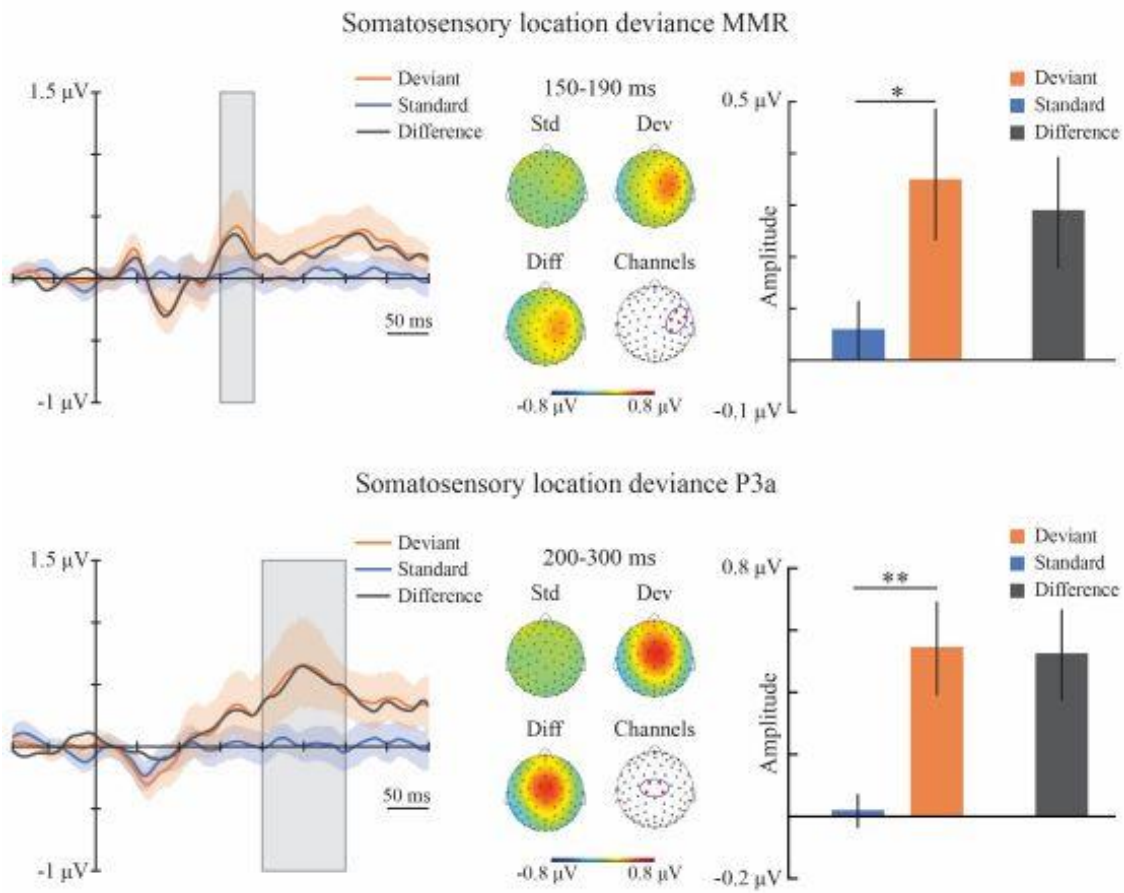 Somatosensory location deviance MMR
1.5 µV
Deviant
Standard
Difference
50 ms
-1 µV
150-190 ms
Std Dev
Diff Channels
-0.8 µV 0.8 µV
0.5 µV
*
Deviant
Standard
Difference
Amplitude
-0.1 µV
Somatosensory location deviance P3a
1.5 µV
Deviant
Standard
Difference
50 ms
-1 µV
200-300 ms
Std Dev
Diff Channels
-0.8 µV 0.8 µV
0.8 µV
**
Deviant
Standard
Difference
Amplitude
-0.2 µV